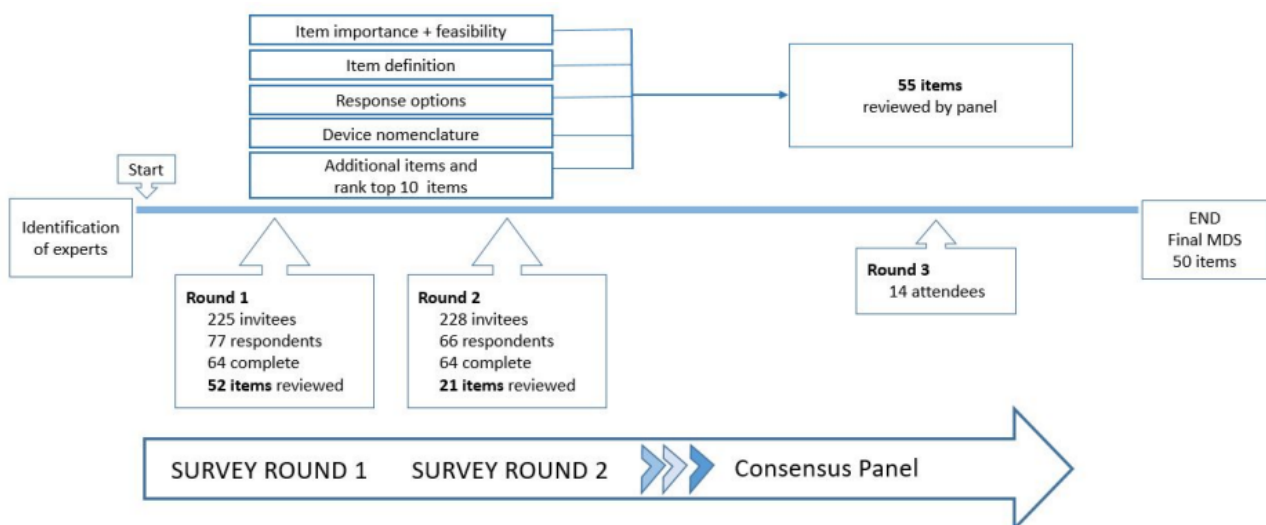 Item importance + feasibility
Item definition
Response options
Device nomenclature
Additional items and
rank top 10 items
55 items
reviewed by panel
Start
Identification
of experts
END
Final MDS
50 items
Round 1
225 invitees
77 respondents
64 complete
52 items reviewed
Round 2
228 invitees
66 respondents
64 complete
21 items reviewed
Round 3
14 attendees
SURVEY ROUND 1
SURVEY ROUND 2
Consensus Panel